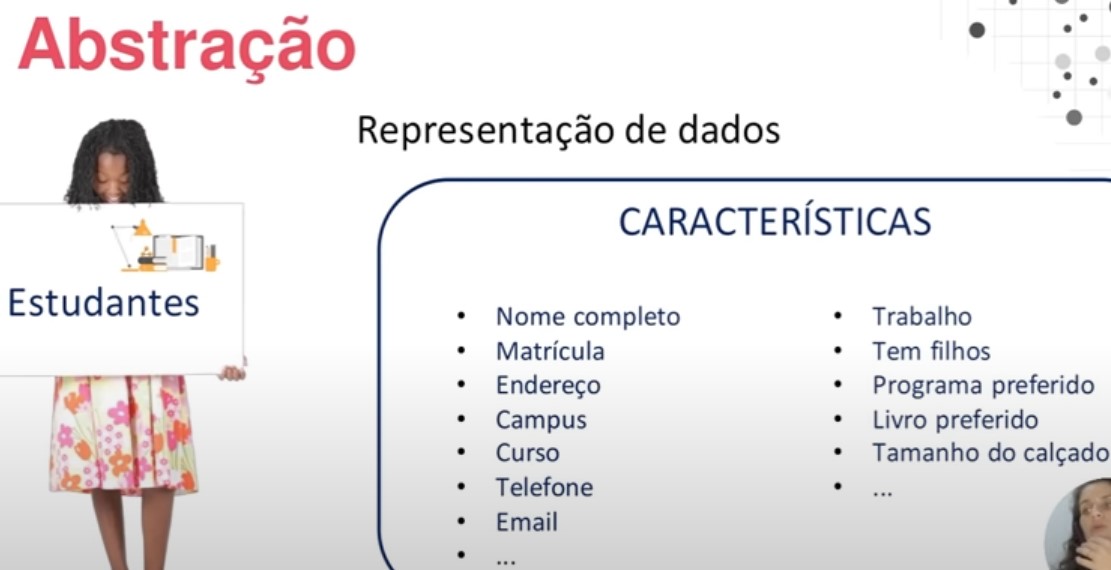 Abstração
Representação de dados
Estudantes
CARACTERÍSTICAS
• Nome completo
• Matrícula
• Endereço
• Campus
• Curso
• Telefone
• Email
• ...
• Trabalho
• Tem filhos
• Programa preferido
• Livro preferido
• Tamanho do calçado
• ...